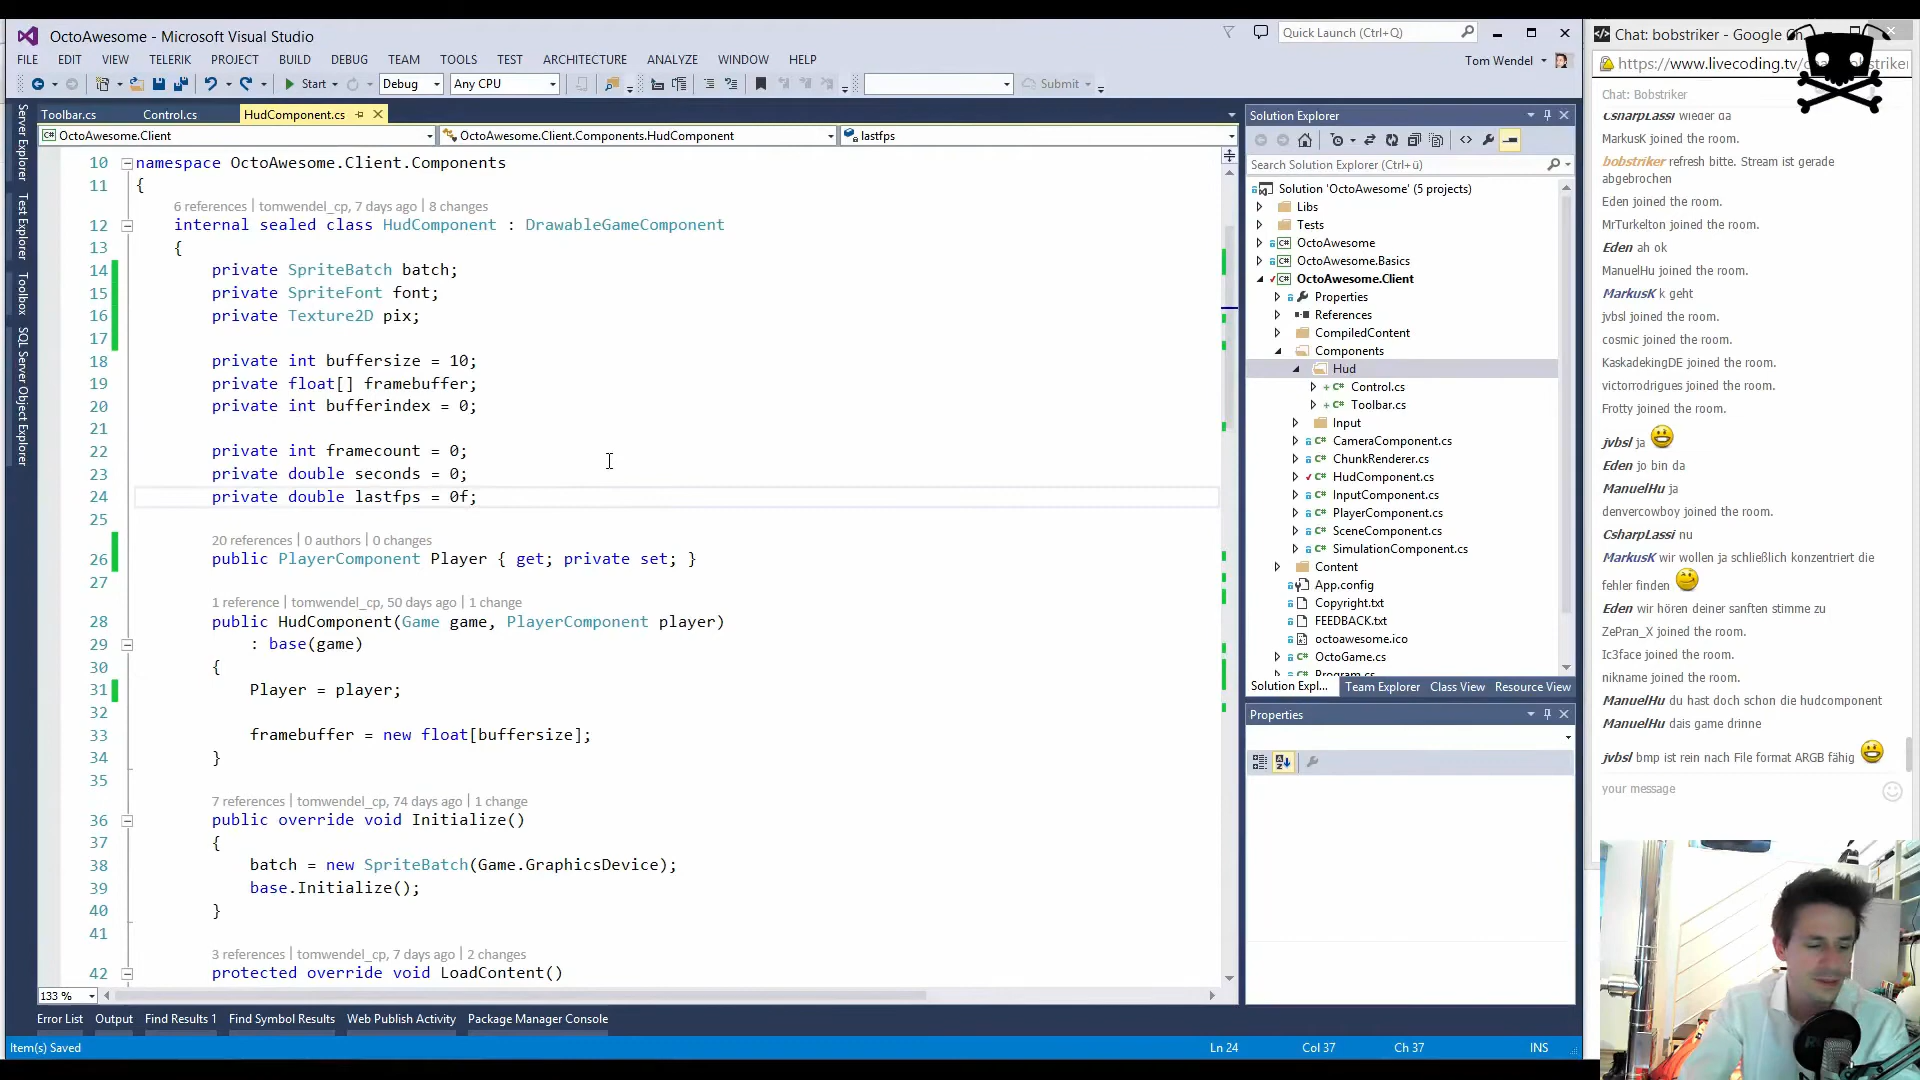 OctoAwesome - Microsoft Visual Studio
Quick Launch (Ctrl+Q)
FILE EDIT VIEW TELERIK PROJECT BUILD DEBUG TEAM TOOLS TEST ARCHITECTURE ANALYZE WINDOW HELP
Tom Wendel
Start Debug Any CPU Submit
Toolbar.cs Control.cs HudComponent.cs
OctoAwesome.Client OctoAwesome.Client.Components.HudComponent lastfps
Server Explorer
Test Explorer
Toolbox
SQL Server Object Explorer
10 namespace OctoAwesome.Client.Components
11 {
6 references | tomwendel_cp, 7 days ago | 8 changes
12 internal sealed class HudComponent : DrawableGameComponent
13 {
14 private SpriteBatch batch;
15 private SpriteFont font;
16 private Texture2D pix;
17
18 private int buffersize = 10;
19 private float[] framebuffer;
20 private int bufferindex = 0;
21
22 private int framecount = 0;
23 private double seconds = 0;
24 private double lastfps = 0f;
25
20 references | 0 authors | 0 changes
26 public PlayerComponent Player { get; private set; }
27
1 reference | tomwendel_cp, 50 days ago | 1 change
28 public HudComponent(Game game, PlayerComponent player)
29 : base(game)
30 {
31 Player = player;
32
33 framebuffer = new float[buffersize];
34 }
35
7 references | tomwendel_cp, 74 days ago | 1 change
36 public override void Initialize()
37 {
38 batch = new SpriteBatch(Game.GraphicsDevice);
39 base.Initialize();
40 }
41
3 references | tomwendel_cp, 7 days ago | 2 changes
42 protected override void LoadContent()
133 %
Error List Output Find Results 1 Find Symbol Results Web Publish Activity Package Manager Console
Item(s) Saved
Ln 24 Col 37 Ch 37 INS
Solution Explorer
Search Solution Explorer (Ctrl+ü)
Solution 'OctoAwesome' (5 projects)
Libs
Tests
OctoAwesome
OctoAwesome.Basics
OctoAwesome.Client
Properties
References
CompiledContent
Components
Hud
Control.cs
Toolbar.cs
Input
CameraComponent.cs
ChunkRenderer.cs
HudComponent.cs
InputComponent.cs
PlayerComponent.cs
SceneComponent.cs
SimulationComponent.cs
Content
App.config
Copyright.txt
FEEDBACK.txt
octoawesome.ico
OctoGame.cs
Program.cs
Solution Expl... Team Explorer Class View Resource View
Properties
Chat: bobstriker - Google
https://www.livecoding.tv/
Chat: Bobstriker
CsharpLassi wieder da
MarkusK joined the room.
bobstriker refresh bitte. Stream ist gerade
abgebrochen
Eden joined the room.
MrTurkelton joined the room.
Eden ah ok
ManuelHu joined the room.
MarkusK k geht
jvbsl joined the room.
cosmic joined the room.
KaskadekingDE joined the room.
victorrodrigues joined the room.
Frotty joined the room.
jvbsl ja
Eden jo bin da
ManuelHu ja
denvercowboy joined the room.
CsharpLassi nu
MarkusK wir wollen ja schließlich konzentriert die
fehler finden
Eden wir hören deiner sanften stimme zu
ZePran_X joined the room.
Ic3face joined the room.
nikname joined the room.
ManuelHu du hast doch schon die hudcomponent
ManuelHu dais game drinne
jvbsl bmp ist rein nach File format ARGB fähig
your message